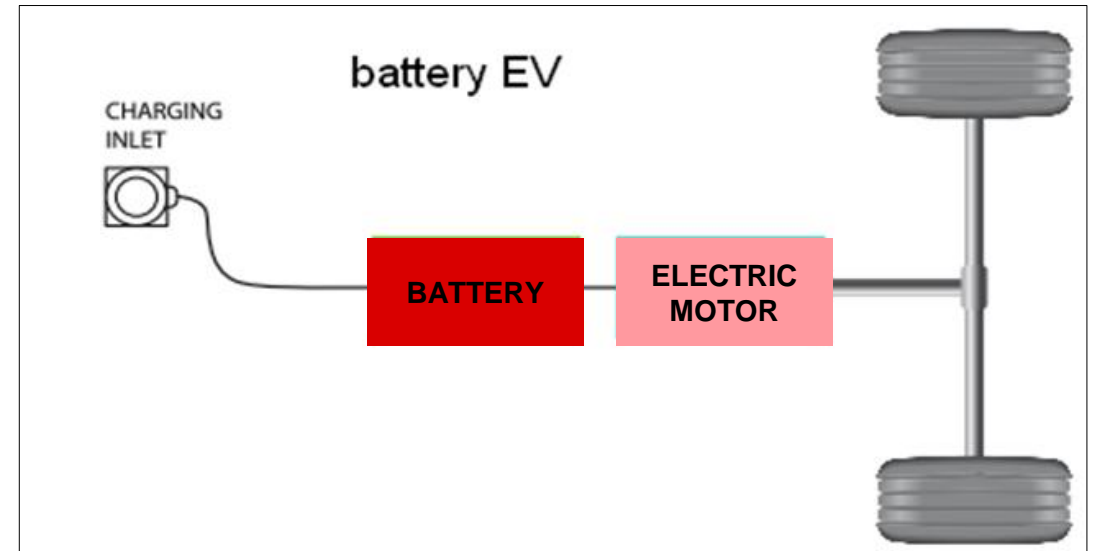 battery EV
CHARGING
INLET
BATTERY
ELECTRIC
MOTOR